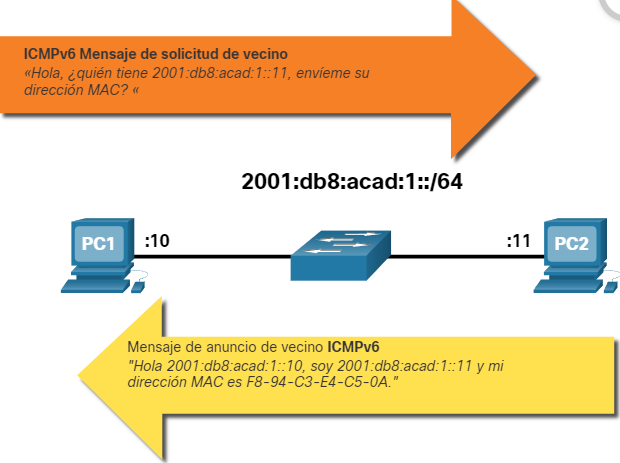 ICMPv6 Mensaje de solicitud de vecino
«Hola, ¿quién tiene 2001:db8:acad:1::11, envíeme su
dirección MAC? «
2001:db8:acad:1::/64
PC1
:10
:11
PC2
Mensaje de anuncio de vecino ICMPv6
"Hola 2001:db8:acad:1::10, soy 2001:db8:acad:1::11 y mi
dirección MAC es F8-94-C3-E4-C5-0A."